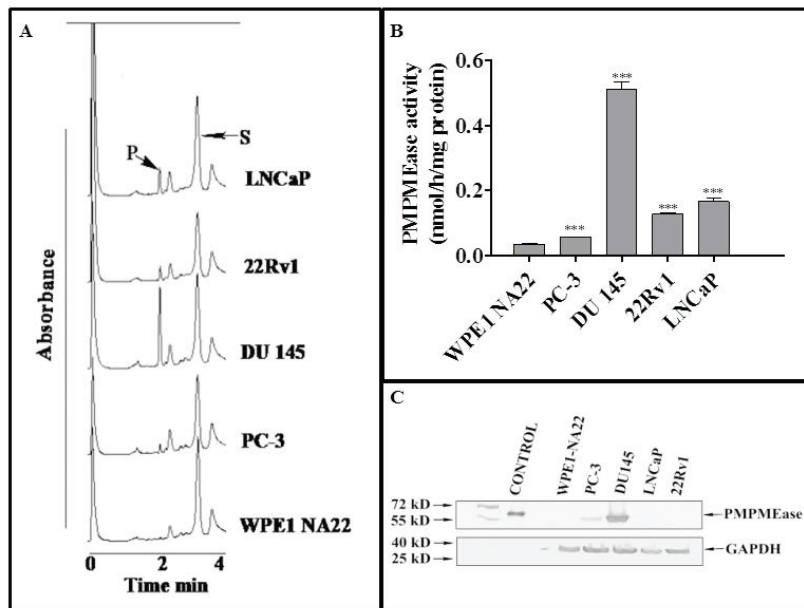 A
P
S
LNCaP
22Rv1
DU 145
PC-3
WPE1 NA22
Absorbance
0 2 4
Time min
B
PMPMEase activity
(nmol/h/mg protein)
0.6
0.4
0.2
0.0
***
***
***
***
WPE1 NA22
PC-3
DU 145
22Rv1
LNCaP
C
CONTROL
WPE1-NA22
PC-3
DU145
LNCaP
22Rv1
72 kD
55 kD
PMPMEase
40 kD
25 kD
GAPDH